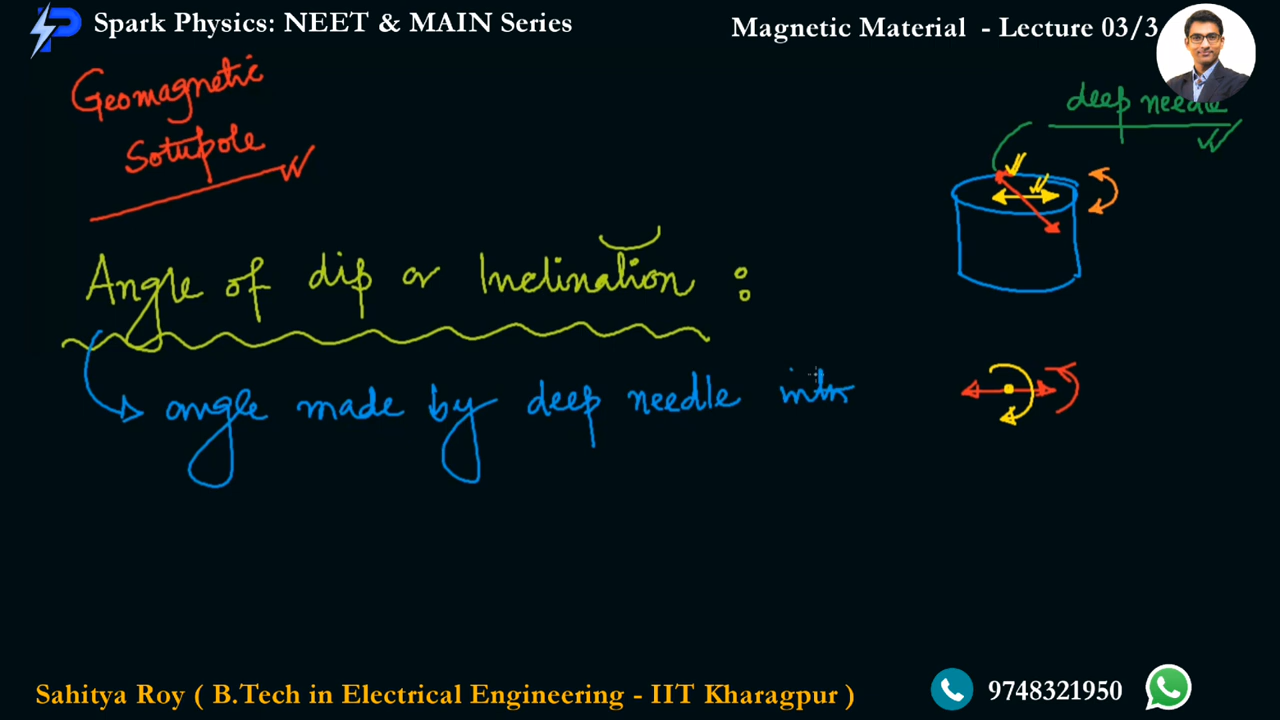 Spark Physics: NEET & MAIN Series
Magnetic Material - Lecture 03/3
Geomagnetic
Sotupole
deep needle
Angle of dip or Inclination :
angle made by deep needle
Sahitya Roy ( B.Tech in Electrical Engineering - IIT Kharagpur )
9748321950